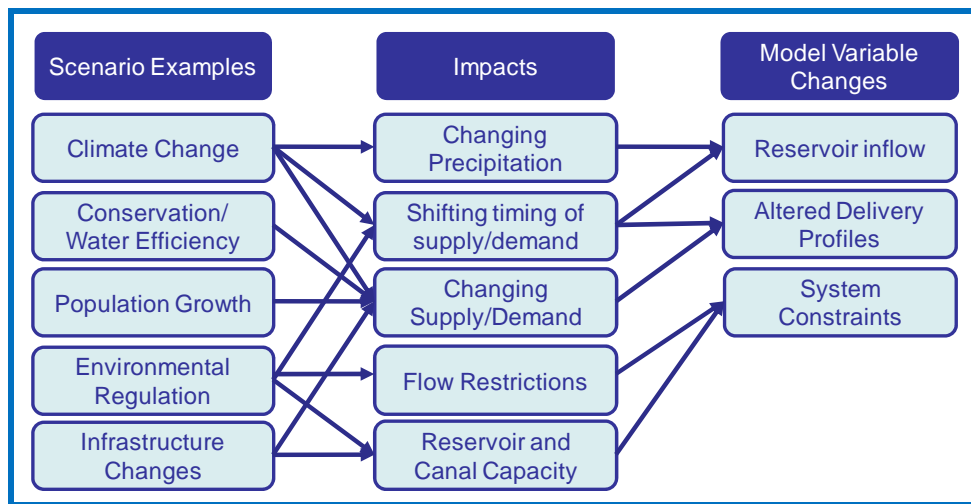 Scenario Examples
Impacts
Model Variable
Changes
Climate Change
Changing
Precipitation
Reservoir inflow
Conservation/
Water Efficiency
Shifting timing of
supply/demand
Altered Delivery
Profiles
Population Growth
Changing
Supply/Demand
System
Constraints
Environmental
Regulation
Flow Restrictions
Infrastructure
Changes
Reservoir and
Canal Capacity